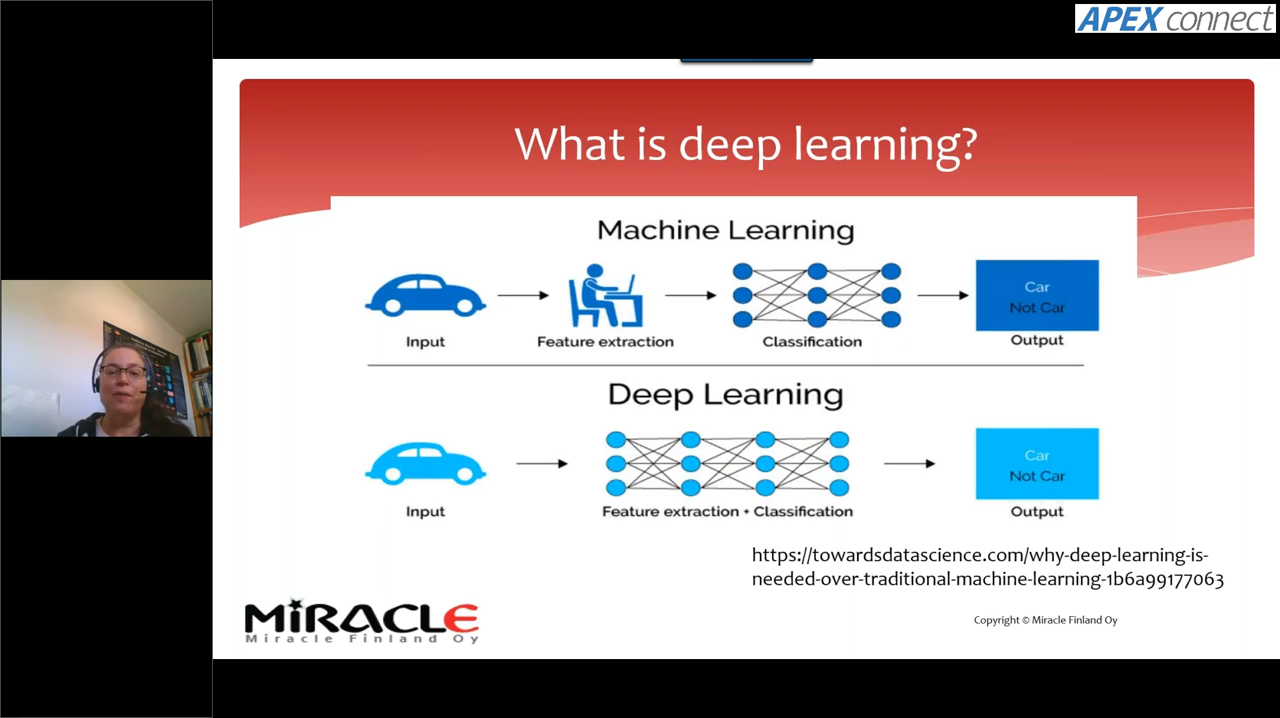 APEX connect
What is deep learning?
Machine Learning
Input
Feature extraction
Classification
Car
Not Car
Output
Deep Learning
Input
Feature extraction + Classification
Car
Not Car
Output
https://towardsdatascience.com/why-deep-learning-is-
needed-over-traditional-machine-learning-1b6a99177063
MiRACLE
Miracle Finland Oy
Copyright © Miracle Finland Oy